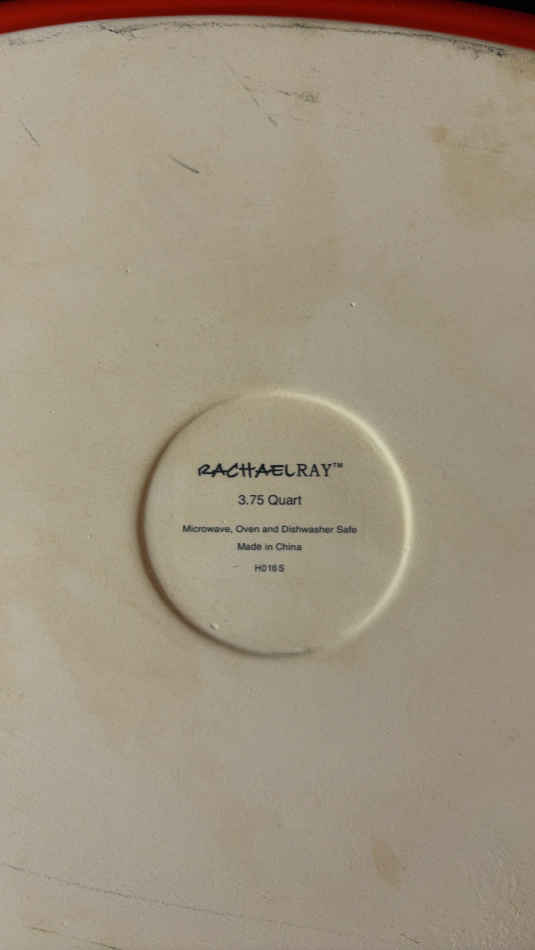 RACHAELRAY™
3.75 Quart
Microwave, Oven and Dishwasher Safe
Made in China
H016S